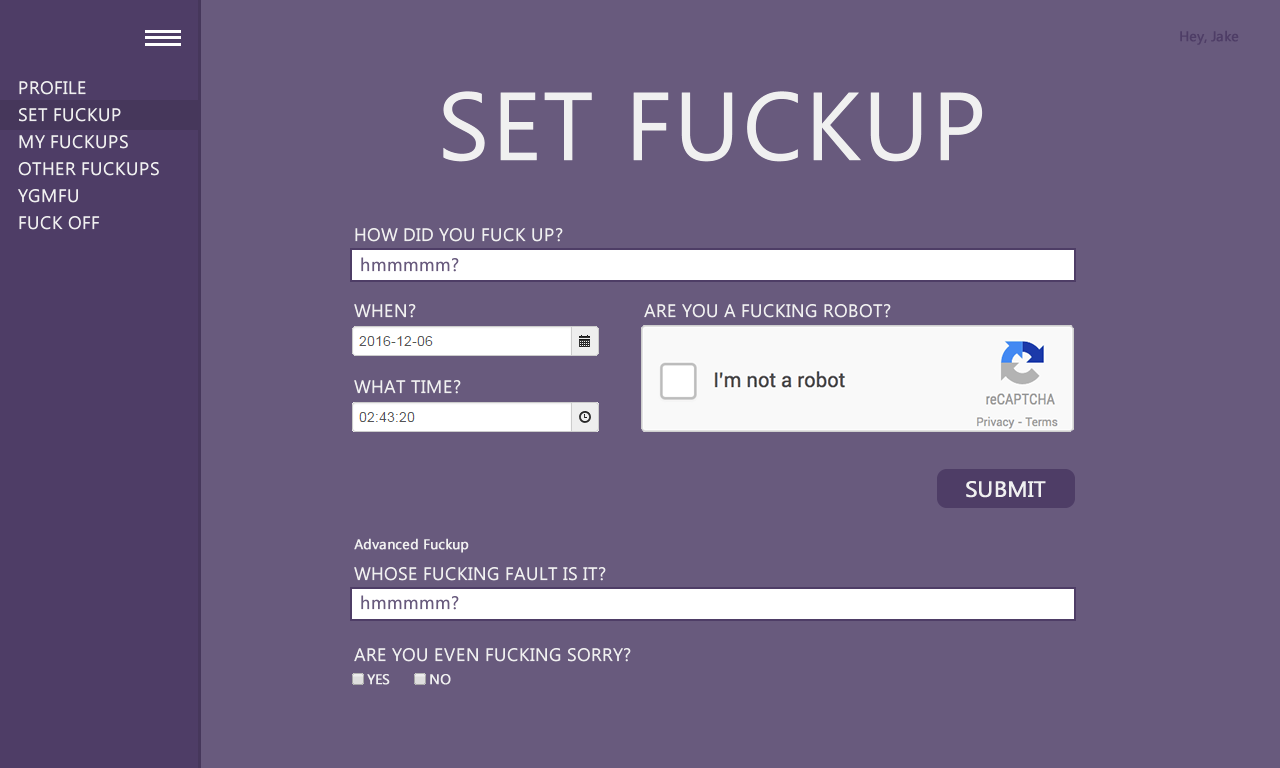 Hey, Jake
PROFILE
SET FUCKUP
MY FUCKUPS
OTHER FUCKUPS
YGMFU
FUCK OFF
SET FUCKUP
HOW DID YOU FUCK UP?
hmmmmm?
WHEN?
2016-12-06
WHAT TIME?
02:43:20
ARE YOU A FUCKING ROBOT?
I'm not a robot
reCAPTCHA
Privacy - Terms
SUBMIT
Advanced Fuckup
WHOSE FUCKING FAULT IS IT?
hmmmmm?
ARE YOU EVEN FUCKING SORRY?
YES NO